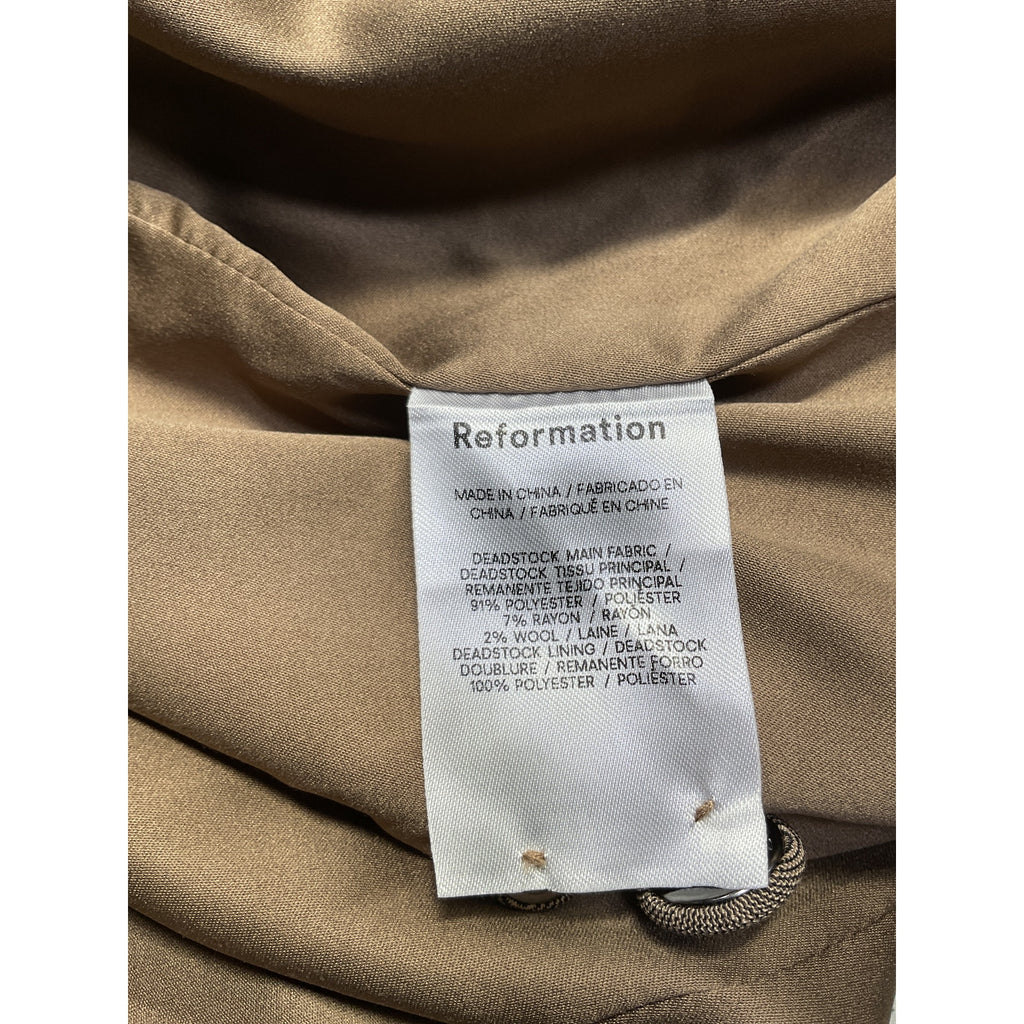 Reformation
MADE IN CHINA / FABRICADO EN
CHINA / FABRIQUÉ EN CHINE
DEADSTOCK MAIN FABRIC /
DEADSTOCK TISSU PRINCIPAL /
REMANENTE TEJIDO PRINCIPAL
91% POLYESTER / POLIÉSTER
7% RAYON / RAYÓN
2% WOOL / LAINE / LANA
DEADSTOCK LINING / DEADSTOCK
DOUBLURE / REMANENTE FORRO
100% POLYESTER / POLIÉSTER